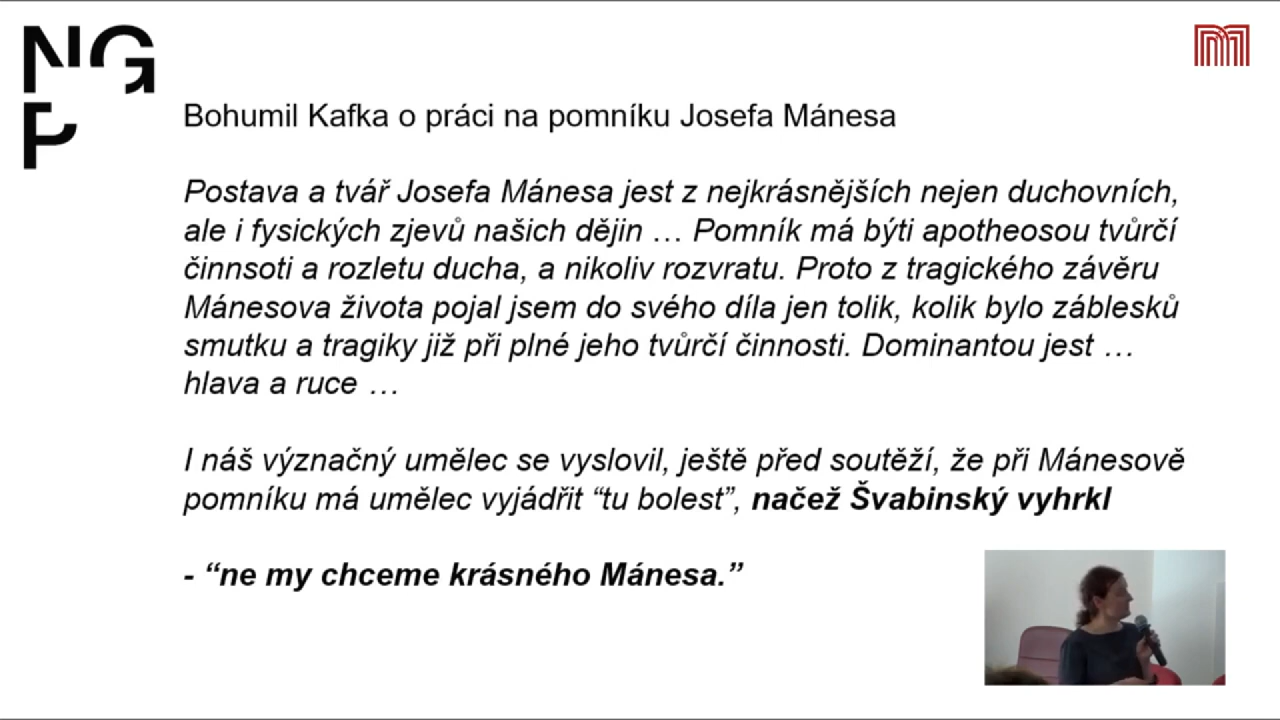 NG
P
Bohumil Kafka o práci na pomníku Josefa Mánesa
Postava a tvář Josefa Mánesa jest z nejkrásnějších nejen duchovních,
ale i fysických zjevů našich dějin … Pomník má býti apotheosou tvůrčí
činnsoti a rozletu ducha, a nikoliv rozvratu. Proto z tragického závěru
Mánesova života pojal jsem do svého díla jen tolik, kolik bylo záblesků
smutku a tragiky již při plné jeho tvůrčí činnosti. Dominantou jest …
hlava a ruce …
I náš význačný umělec se vyslovil, ještě před soutěží, že při Mánesově
pomníku má umělec vyjádřit “tu bolest”, načež Švabinský vyhrkl
- “ne my chceme krásného Mánesa.”